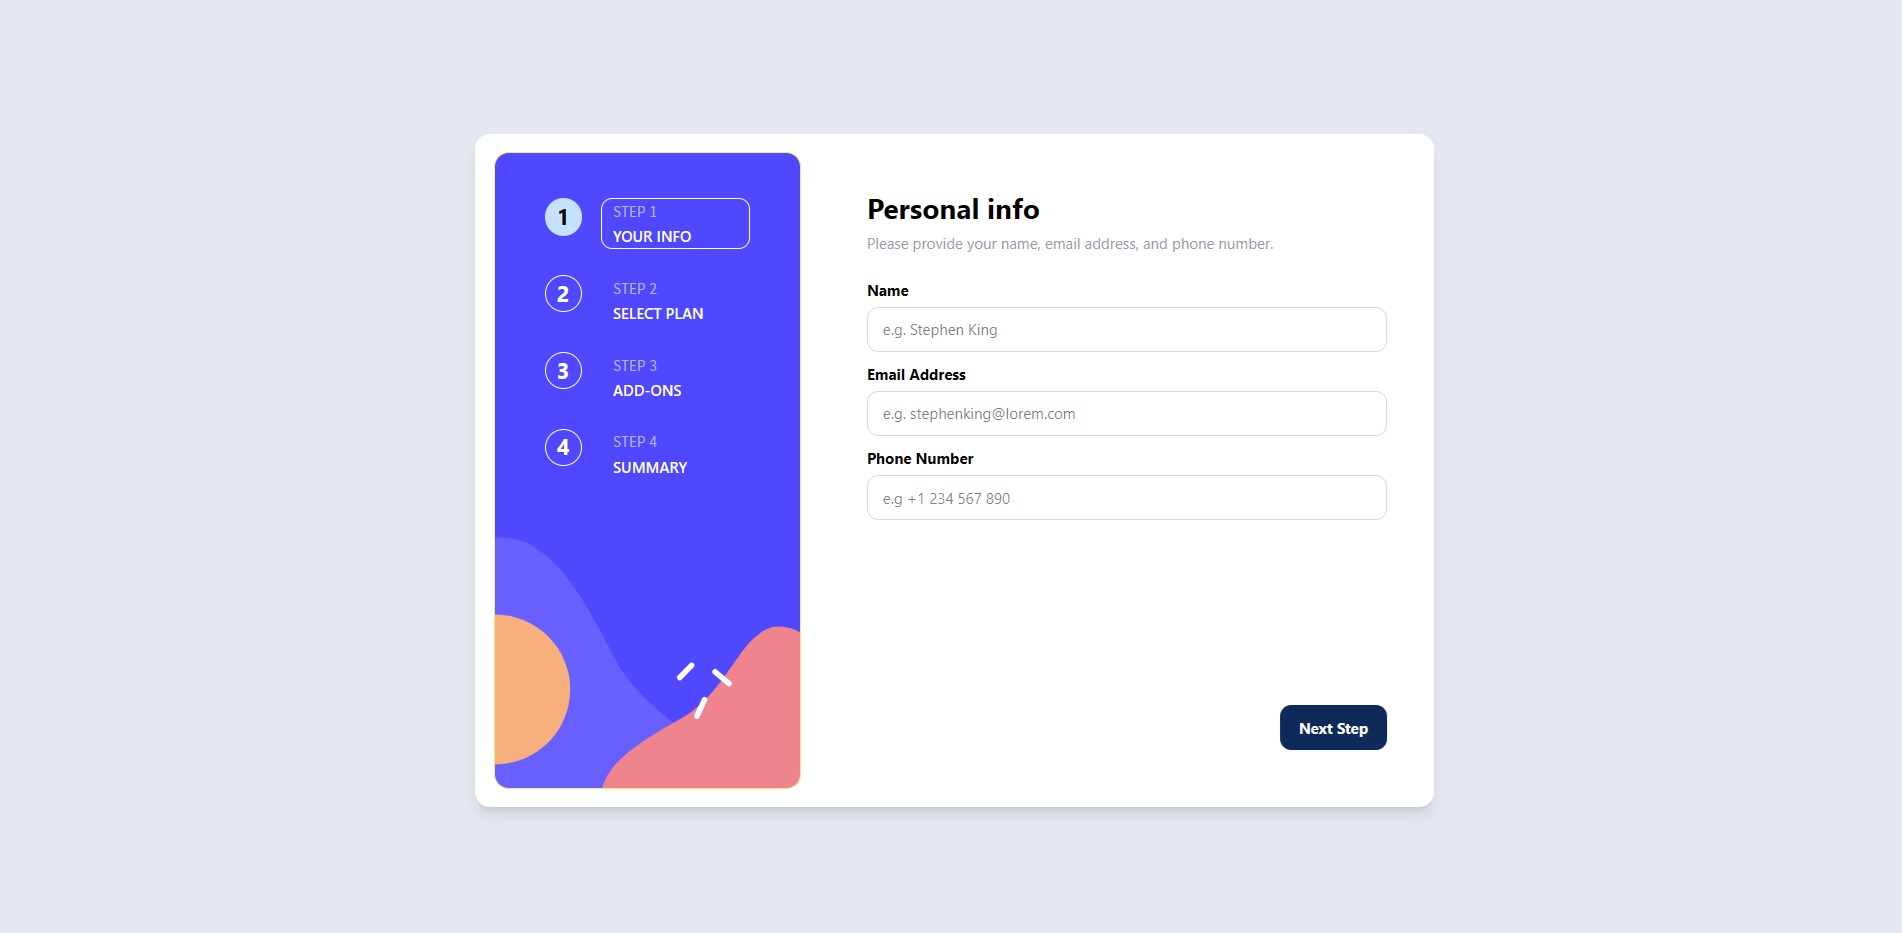 1
STEP 1
YOUR INFO
2
STEP 2
SELECT PLAN
3
STEP 3
ADD-ONS
4
STEP 4
SUMMARY
Personal info
Please provide your name, email address, and phone number.
Name
e.g. Stephen King
Email Address
e.g. stephenking@lorem.com
Phone Number
e.g +1 234 567 890
Next Step